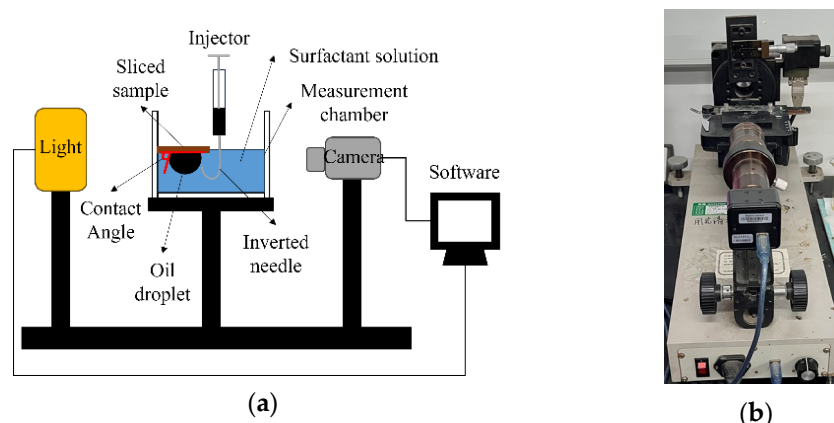 Injector
Sliced
sample
Surfactant solution
Measurement
chamber
Light
Camera
Software
Contact
Angle
Oil
droplet
Inverted
needle
(a)
(b)